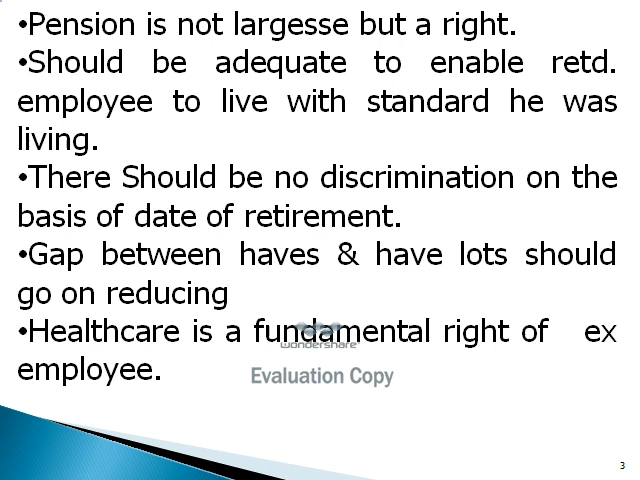 •Pension is not largesse but a right.
•Should be adequate to enable retd.
employee to live with standard he was
living.
•There Should be no discrimination on the
basis of date of retirement.
•Gap between haves & have lots should
go on reducing
•Healthcare is a fundamental right of ex
wondershare
employee.
Evaluation Copy
3